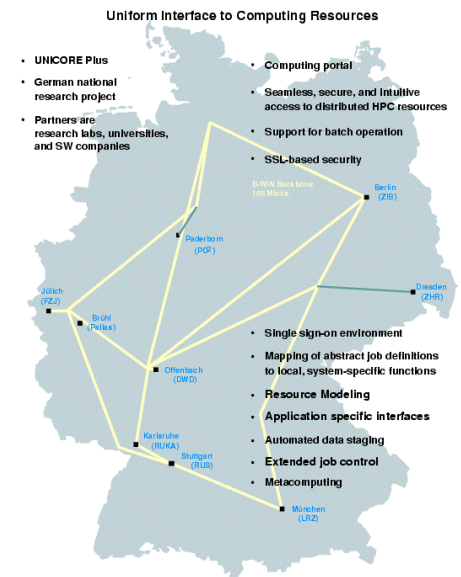 Uniform Interface to Computing Resources
• UNICORE Plus
• German national
research project
• Partners are
research labs, universities,
and SW companies
• Computing portal
• Seamless, secure, and Intuitive
access to distributed HPC resources
• Support for batch operation
• SSL-based security
B-WIN Backbone
155 Mbit/s
Berlin
(ZIB)
Paderborn
(PC²)
Jülich
(FZJ)
Dresden
(ZHR)
Brühl
(Pallas)
Offenbach
(DWD)
Karlsruhe
(RUKA)
Stuttgart
(RUS)
München
(LRZ)
• Single sign-on environment
• Mapping of abstract job definitions
to local, system-specific functions
• Resource Modeling
• Application specific interfaces
• Automated data staging
• Extended job control
• Metacomputing